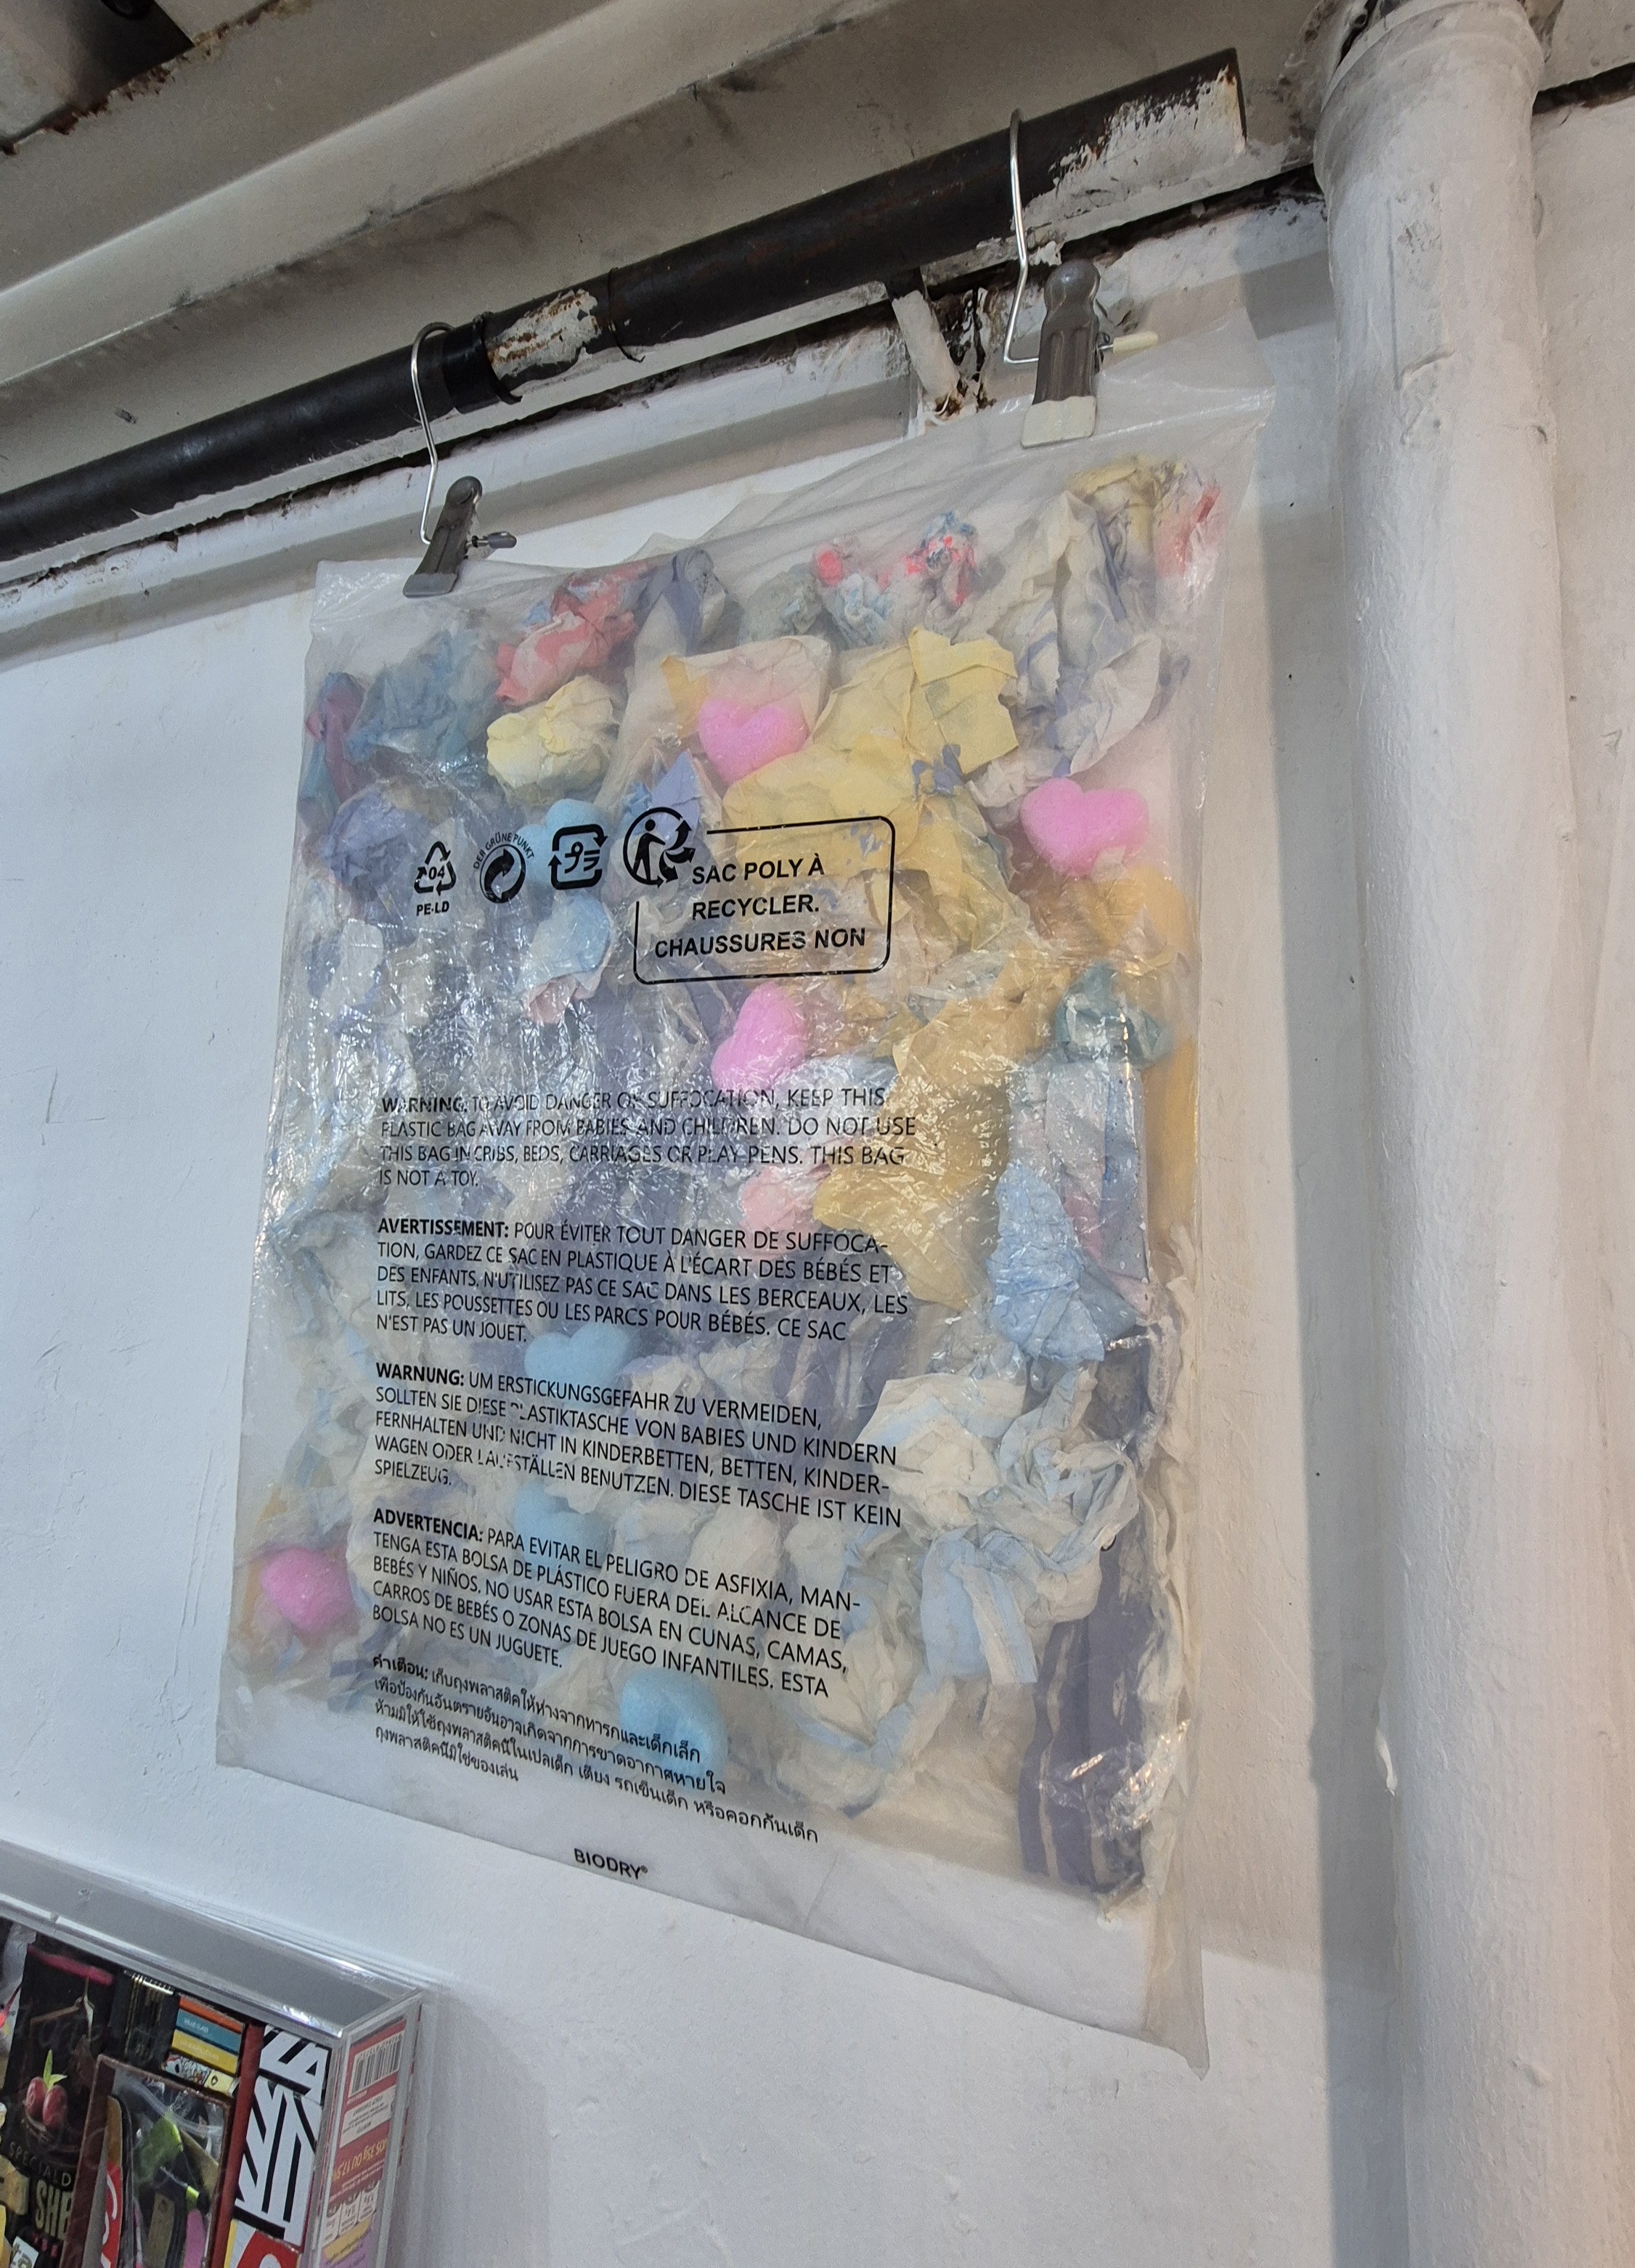 04
PE-LD
DER GRÜNE PUNKT
SAC POLY À
RECYCLER.
CHAUSSURES NON
WARNING: TO AVOID DANGER OF SUFFOCATION, KEEP THIS
PLASTIC BAG AWAY FROM BABIES AND CHILDREN. DO NOT USE
THIS BAG IN CRIBS, BEDS, CARRIAGES OR PLAY PENS. THIS BAG
IS NOT A TOY.
AVERTISSEMENT: POUR ÉVITER TOUT DANGER DE SUFFOCA-
TION, GARDEZ CE SAC EN PLASTIQUE À L'ÉCART DES BÉBÉS ET
DES ENFANTS. N'UTILISEZ PAS CE SAC DANS LES BERCEAUX, LES
LITS, LES POUSSETTES OU LES PARCS POUR BÉBÉS. CE SAC
N'EST PAS UN JOUET.
WARNUNG: UM ERSTICKUNGSGEFAHR ZU VERMEIDEN,
SOLLTEN SIE DIESE PLASTIKTASCHE VON BABIES UND KINDERN
FERNHALTEN UND NICHT IN KINDERBETTEN, BETTEN, KINDER-
WAGEN ODER LAUFSTÄLLEN BENUTZEN. DIESE TASCHE IST KEIN
SPIELZEUG.
ADVERTENCIA: PARA EVITAR EL PELIGRO DE ASFIXIA, MAN-
TENGA ESTA BOLSA DE PLÁSTICO FUERA DEL ALCANCE DE
BEBÉS Y NIÑOS. NO USAR ESTA BOLSA EN CUNAS, CAMAS,
CARROS DE BEBÉS O ZONAS DE JUEGO INFANTILES. ESTA
BOLSA NO ES UN JUGUETE.
คำเตือน: เก็บถุงพลาสติคให้ห่างจากทารกและเด็กเล็ก
เพื่อป้องกันอันตรายอันอาจเกิดจากการขาดอากาศหายใจ
ห้ามมิให้ใช้ถุงพลาสติคนี้ในเปลเด็ก เตียง รถเข็นเด็ก หรือคอกกั้นเด็ก
ถุงพลาสติคนี้มิใช่ของเล่น
BIODRY®